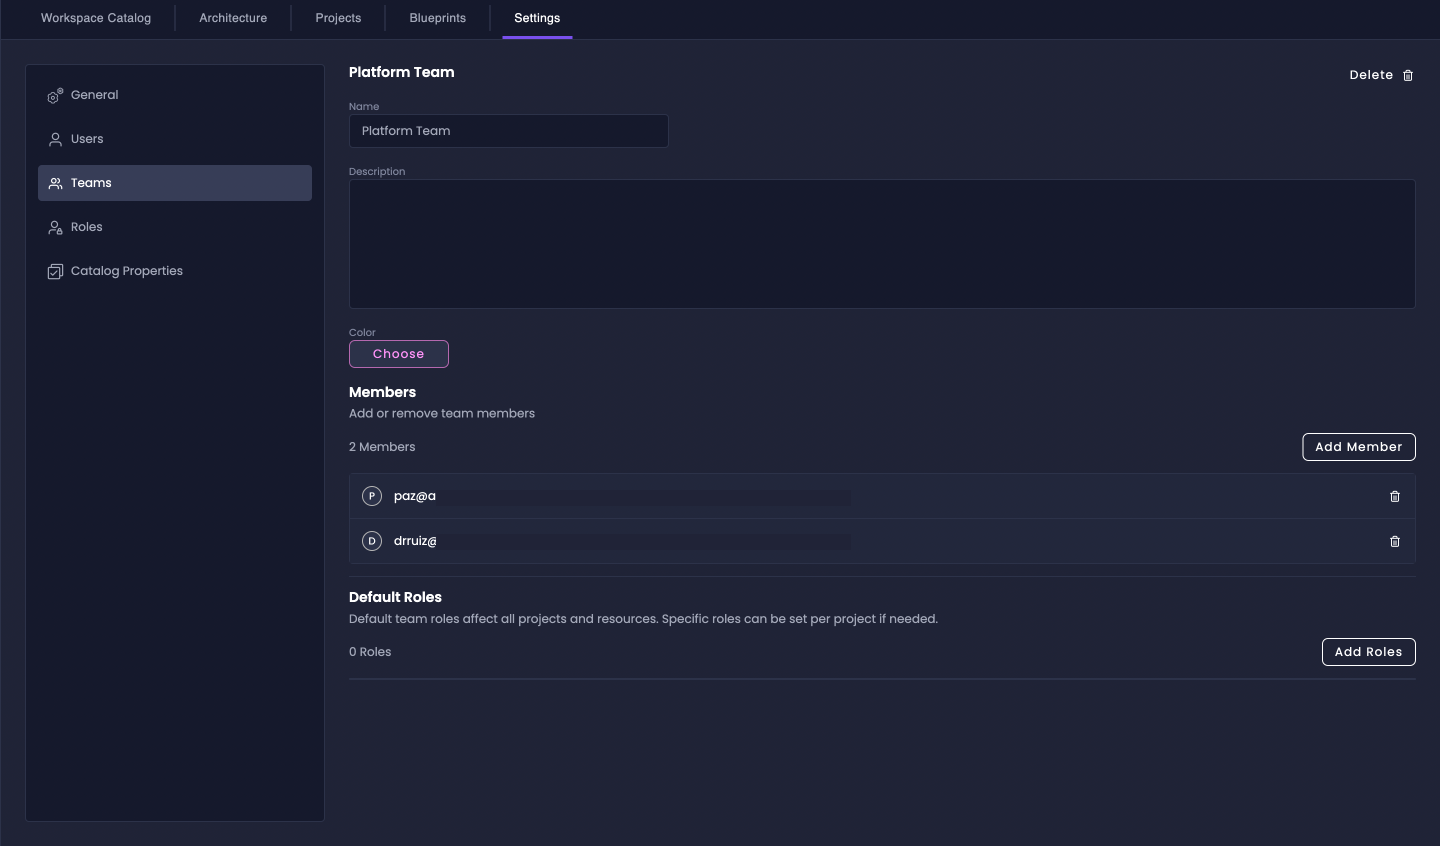 Workspace Catalog
Architecture
Projects
Blueprints
Settings
General
Users
Teams
Roles
Catalog Properties
Platform Team
Delete
Name
Platform Team
Description
Color
Choose
Members
Add or remove team members
2 Members
Add Member
P
paz@a
D
drruiz@
Default Roles
Default team roles affect all projects and resources. Specific roles can be set per project if needed.
0 Roles
Add Roles